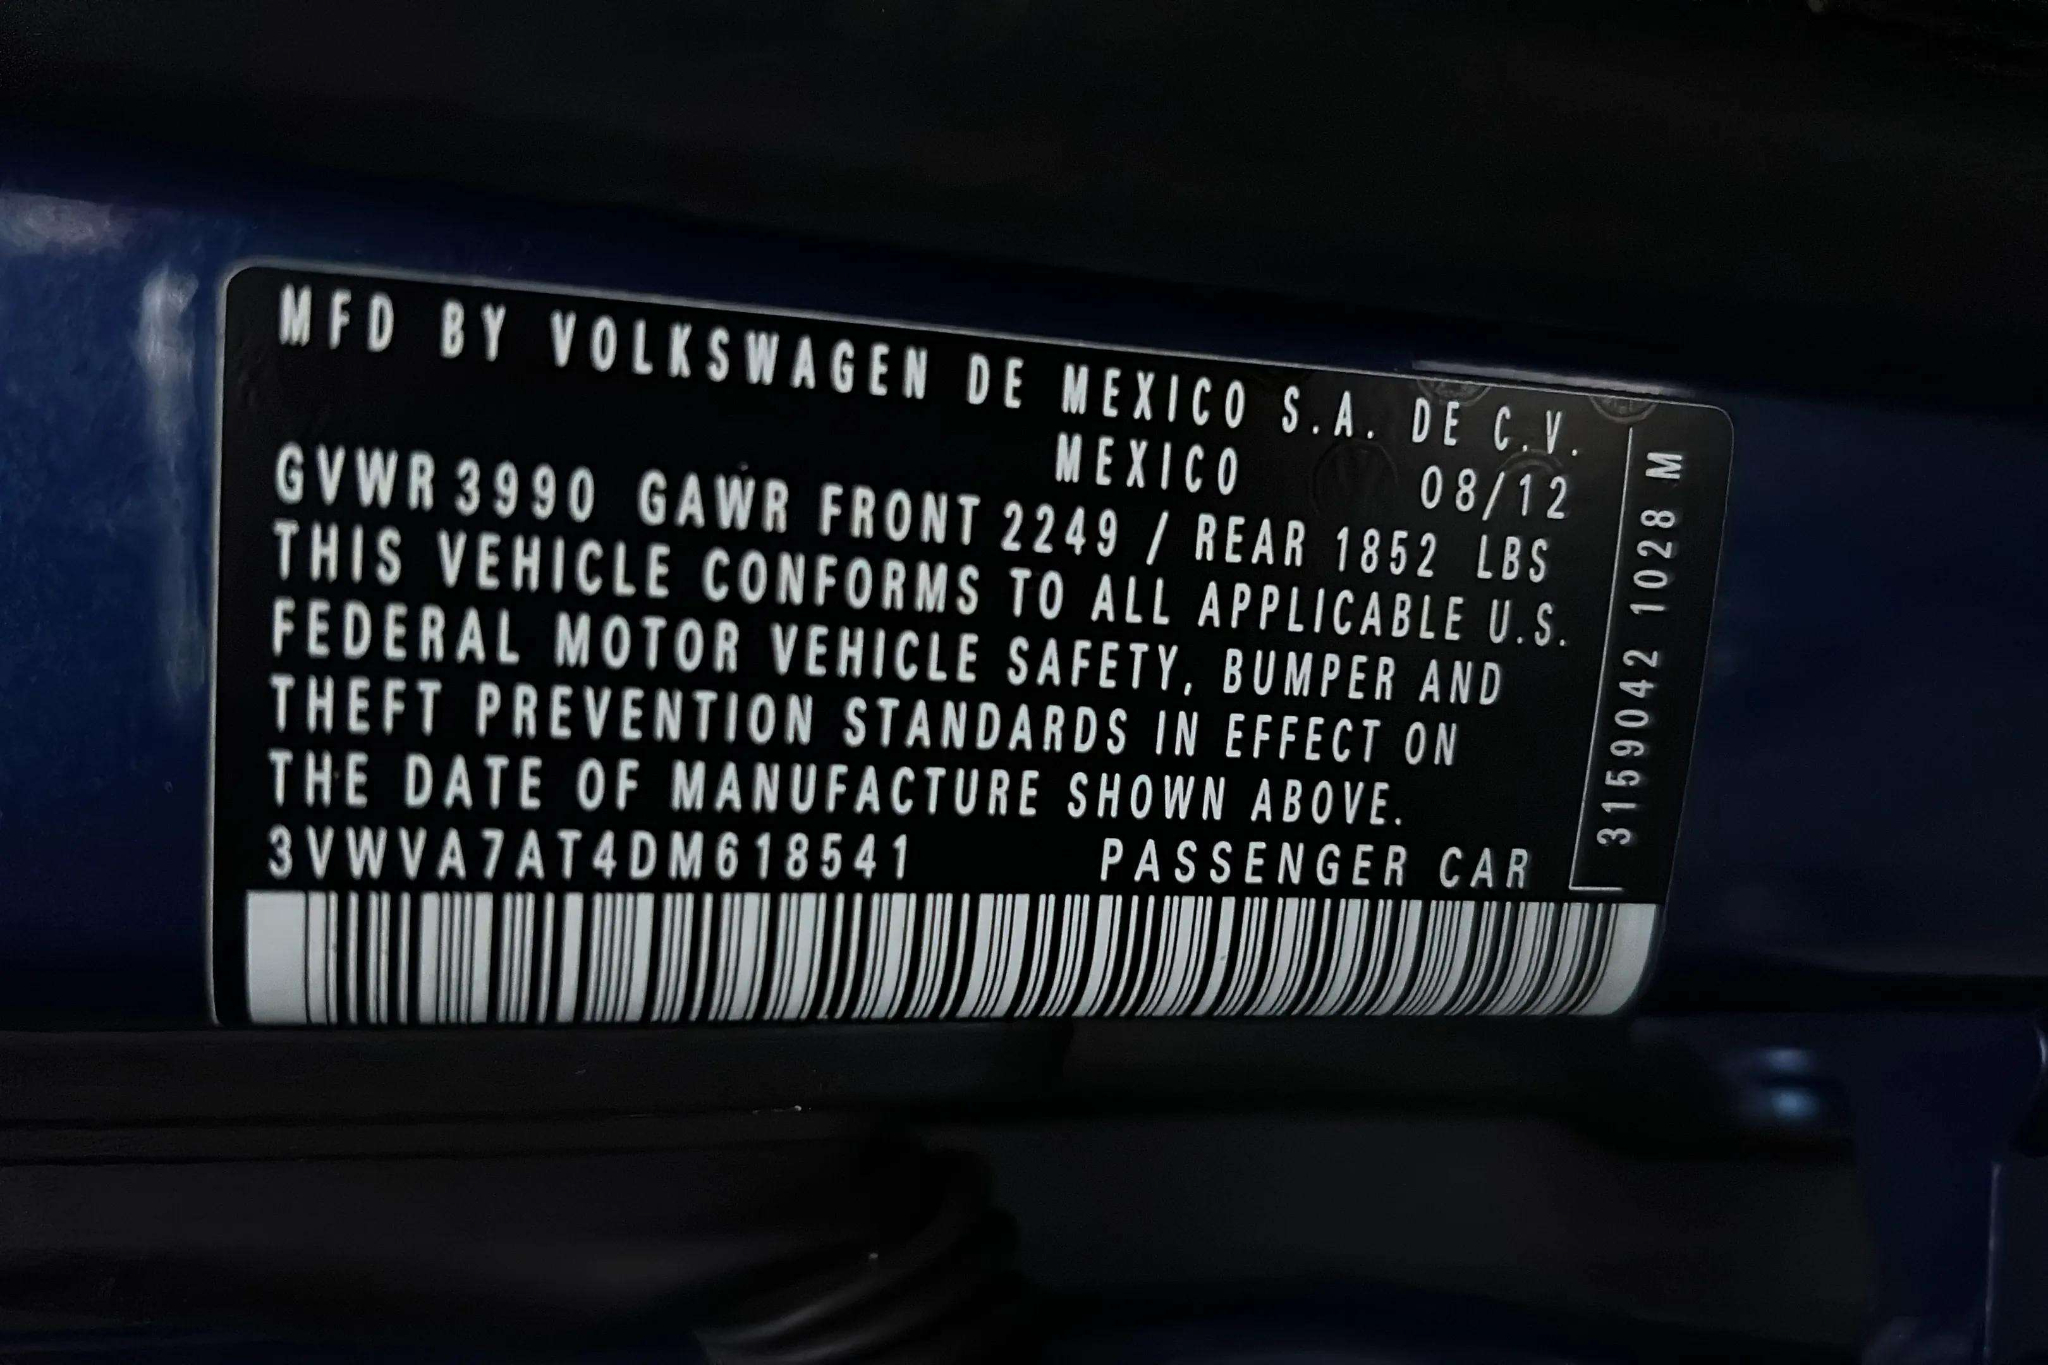 MFD BY VOLKSWAGEN DE MEXICO S.A. DE C.V.
MEXICO 08/12
GVWR 3990 GAWR FRONT 2249 / REAR 1852 LBS
THIS VEHICLE CONFORMS TO ALL APPLICABLE U.S.
FEDERAL MOTOR VEHICLE SAFETY, BUMPER AND
THEFT PREVENTION STANDARDS IN EFFECT ON
THE DATE OF MANUFACTURE SHOWN ABOVE.
3VWVA7AT4DM618541 PASSENGER CAR
3159042 1028 M